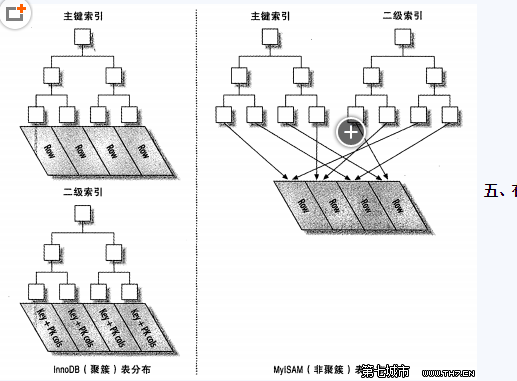 主键索引
Row Row Row Row
二级索引
Key + PK cols Key + PK cols Key + PK cols Key + PK cols
InnoDB（聚簇）表分布
主键索引 二级索引
Row Row Row Row
MyISAM（非聚簇）表
第七城市 WWW.TH7.CN
五、